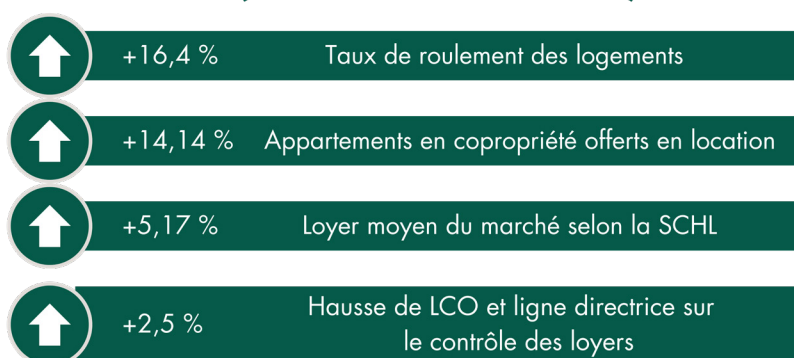 +16,4 % Taux de roulement des logements
+14,14 % Appartements en copropriété offerts en location
+5,17 % Loyer moyen du marché selon la SCHL
+2,5 % Hausse de LCO et ligne directrice sur
le contrôle des loyers